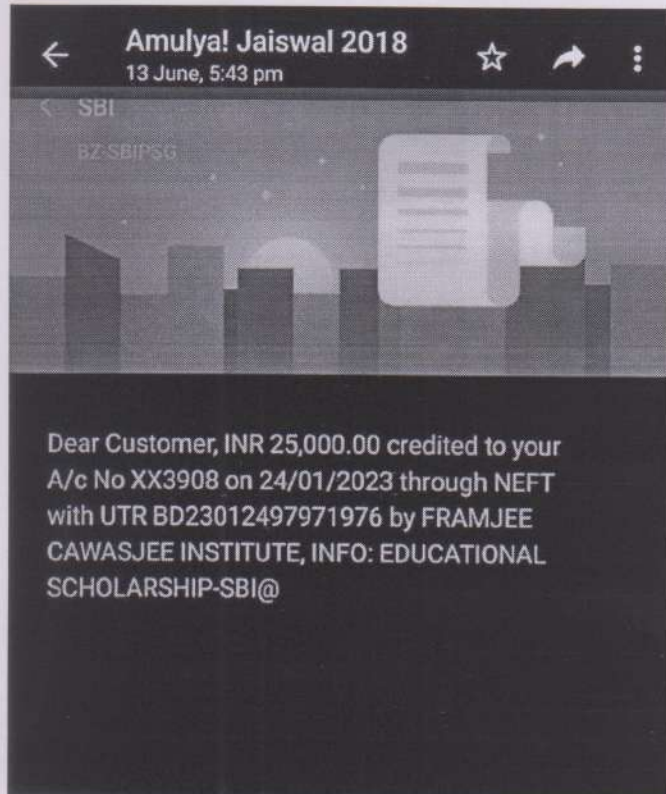 Amulya! Jaiswal 2018
13 June, 5:43 pm
SBI
BZ-SBIPSG
Dear Customer, INR 25,000.00 credited to your
A/c No XX3908 on 24/01/2023 through NEFT
with UTR BD23012497971976 by FRAMJEE
CAWASJEE INSTITUTE, INFO: EDUCATIONAL
SCHOLARSHIP-SBI@